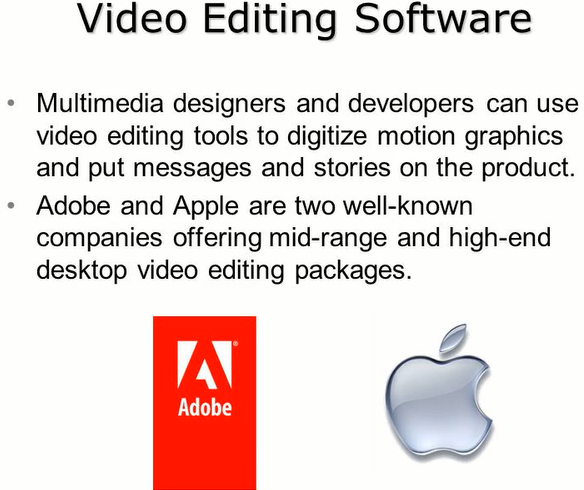 Video Editing Software
• Multimedia designers and developers can use
video editing tools to digitize motion graphics
and put messages and stories on the product.
• Adobe and Apple are two well-known
companies offering mid-range and high-end
desktop video editing packages.
Adobe